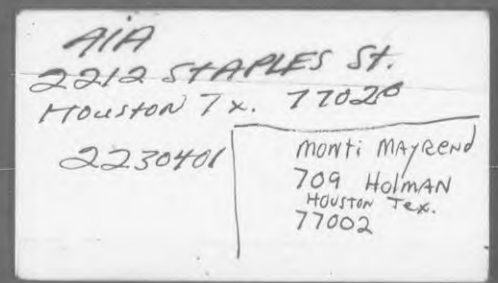 AIA
2212 STAPLES St.
HOUSTON Tx. 77020
2230401
MONTi MAYREND
709 HOLMAN
HOUSTON Tex.
77002